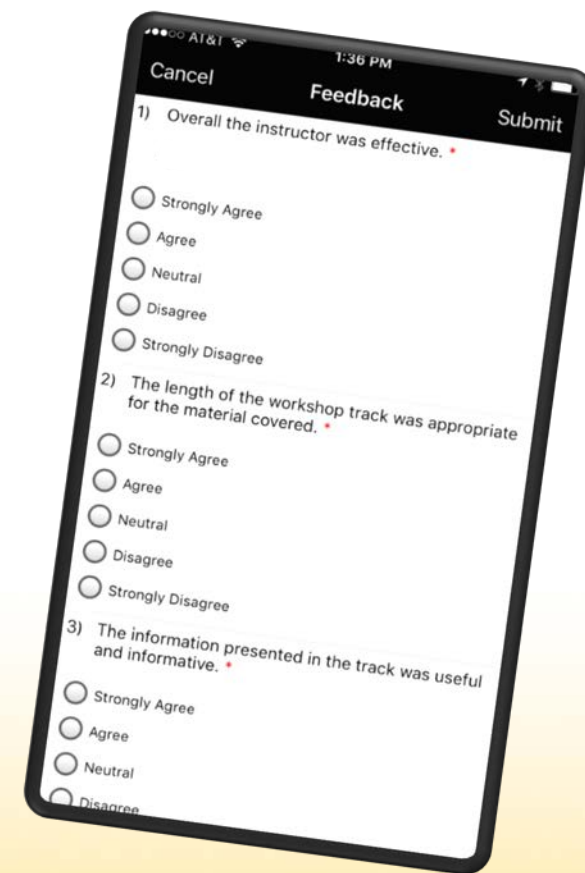 AT&T
1:36 PM
Cancel
Feedback
Submit
1) Overall the instructor was effective. *
Strongly Agree
Agree
Neutral
Disagree
Strongly Disagree
2) The length of the workshop track was appropriate
for the material covered. *
Strongly Agree
Agree
Neutral
Disagree
Strongly Disagree
3) The information presented in the track was useful
and informative. *
Strongly Agree
Agree
Neutral
Disagree